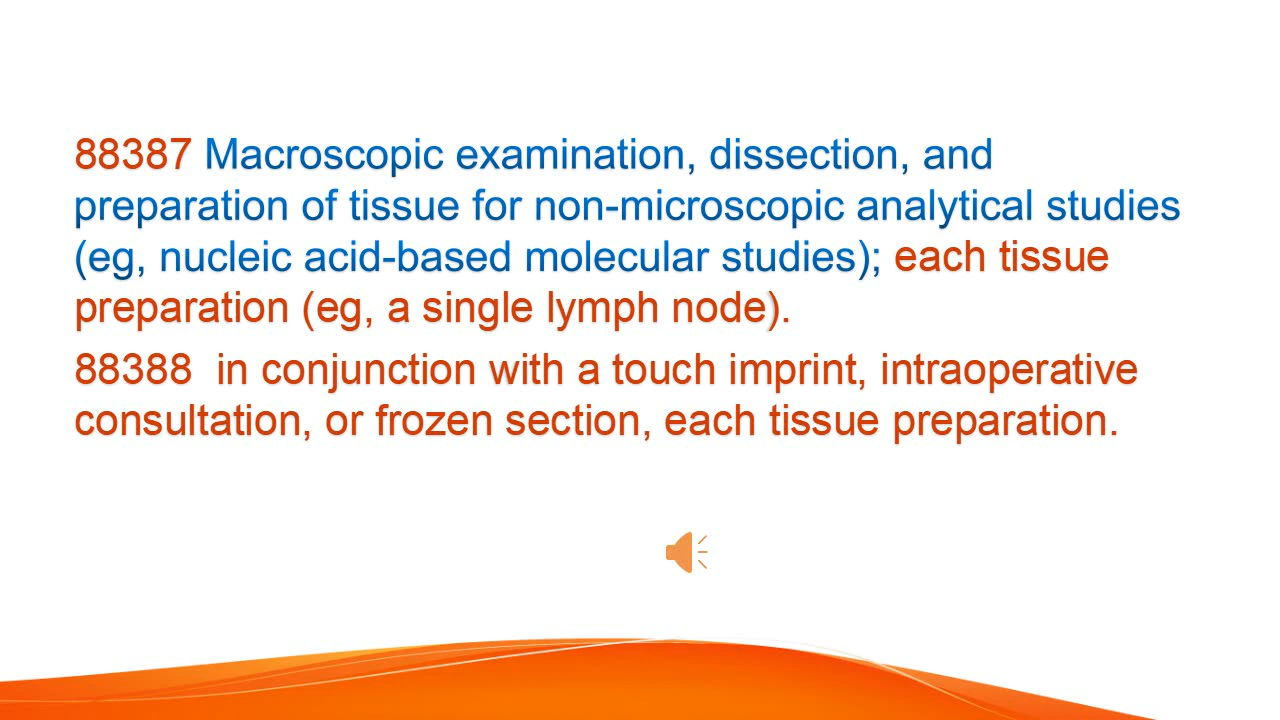 88387 Macroscopic examination, dissection, and
preparation of tissue for non-microscopic analytical studies
(eg, nucleic acid-based molecular studies); each tissue
preparation (eg, a single lymph node).
88388  in conjunction with a touch imprint, intraoperative
consultation, or frozen section, each tissue preparation.